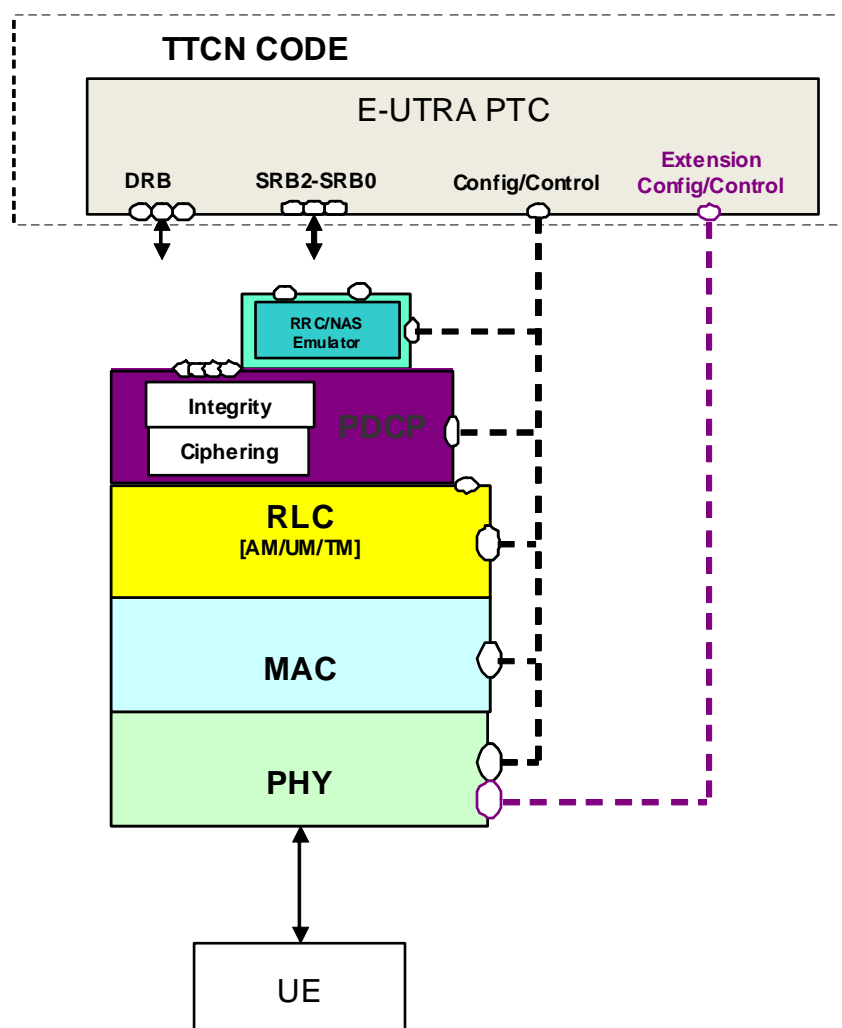 TTCN CODE
E-UTRA PTC
DRB
SRB2-SRB0
Config/Control
Extension
Config/Control
RRC/NAS
Emulator
Integrity
PDCP
Ciphering
RLC
[AM/UM/TM]
MAC
PHY
UE